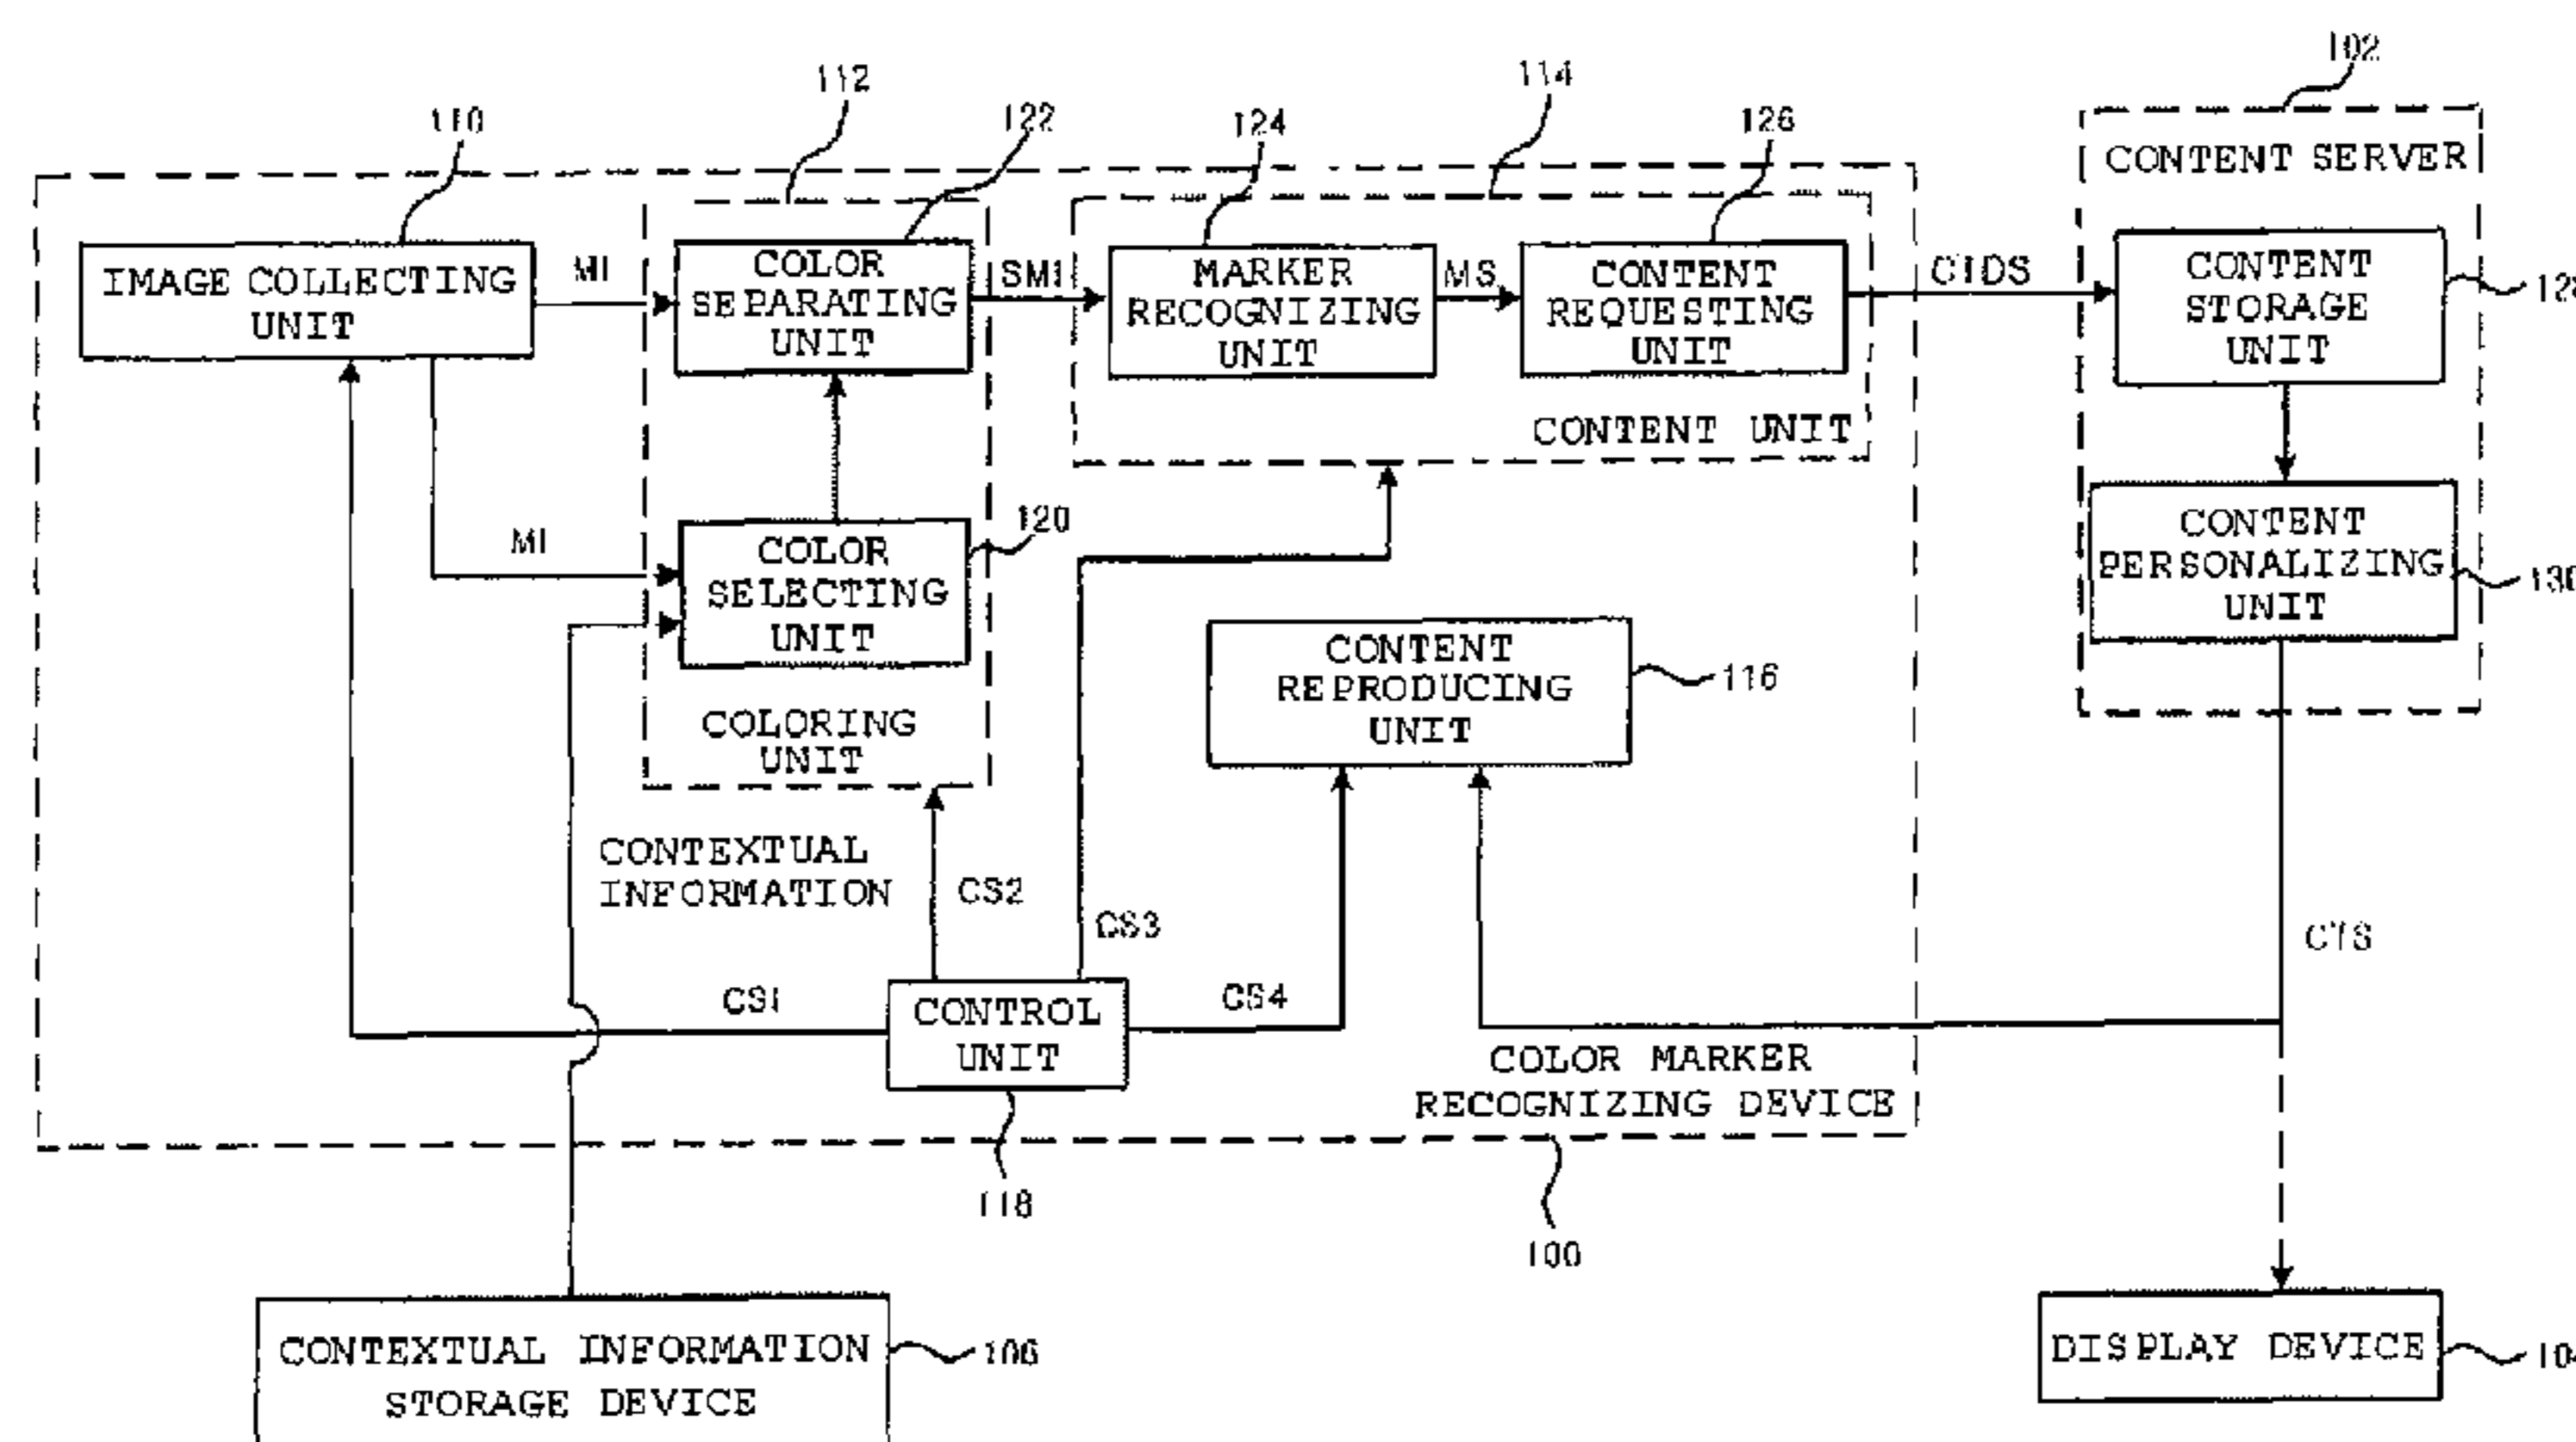 102
112
114
110
122
124
126
CONTENT SERVER
IMAGE COLLECTING
UNIT
MI
COLOR
SEPARATING
UNIT
SMI
MARKER
RECOGNIZING
UNIT
MS
CONTENT
REQUESTING
UNIT
CIDS
CONTENT
STORAGE
UNIT
CONTENT UNIT
MI
COLOR
SELECTING
UNIT
120
CONTENT
PERSONALIZING
UNIT
130
COLORING
UNIT
CONTENT
REPRODUCING
UNIT
116
CONTEXTUAL
INFORMATION
CS2
CS3
CTS
CS1
CONTROL
UNIT
CS4
COLOR MARKER
RECOGNIZING DEVICE
118
100
CONTEXTUAL INFORMATION
STORAGE DEVICE
106
DISPLAY DEVICE